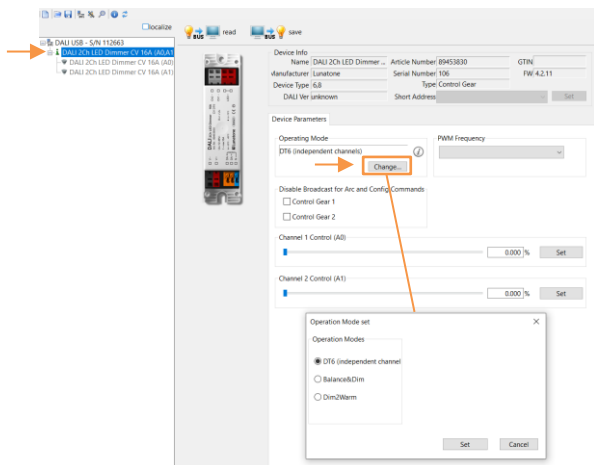 localize
read
save
BUS
BUS
DALI USB - S/N 112663
DALI 2Ch LED Dimmer CV 16A (A0,A1
DALI 2Ch LED Dimmer CV 16A (A0)
DALI 2Ch LED Dimmer CV 16A (A1)
Device Info
Name DALI 2Ch LED Dimmer ... Article Number 89453830 GTIN
Manufacturer Lunatone Serial Number 106 FW 4.2.11
Device Type 6,8 Type Control Gear
DALI Ver unknown Short Address Set
Device Parameters
Operating Mode
PWM Frequency
DT6 (independent channels)
Change...
Disable Broadcast for Arc and Config Commands
Control Gear 1
Control Gear 2
Channel 1 Control (A0)
0.000 % Set
Channel 2 Control (A1)
0.000 % Set
Operation Mode set
Operation Modes
DT6 (independent channel
Balance&Dim
Dim2Warm
Set Cancel
Lunatone